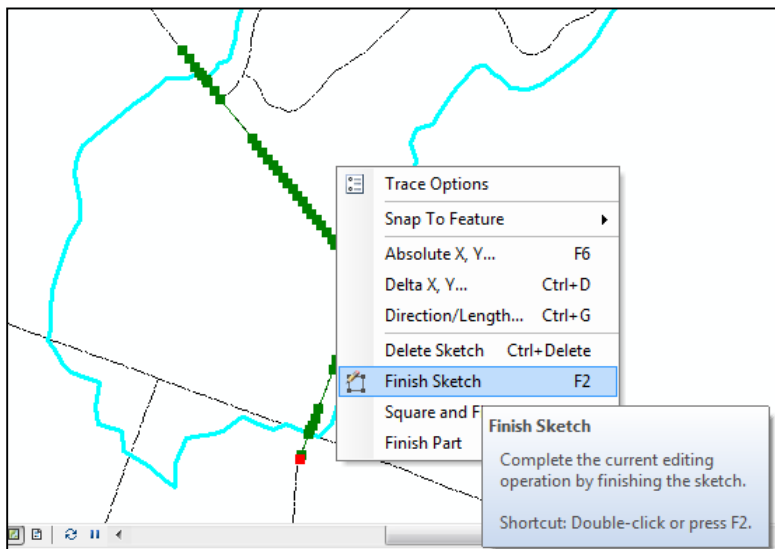 Trace Options
Snap To Feature
Absolute X, Y... F6
Delta X, Y... Ctrl+D
Direction/Length... Ctrl+G
Delete Sketch Ctrl+Delete
Finish Sketch F2
Square and F
Finish Part
Finish Sketch
Complete the current editing
operation by finishing the sketch.
Shortcut: Double-click or press F2.